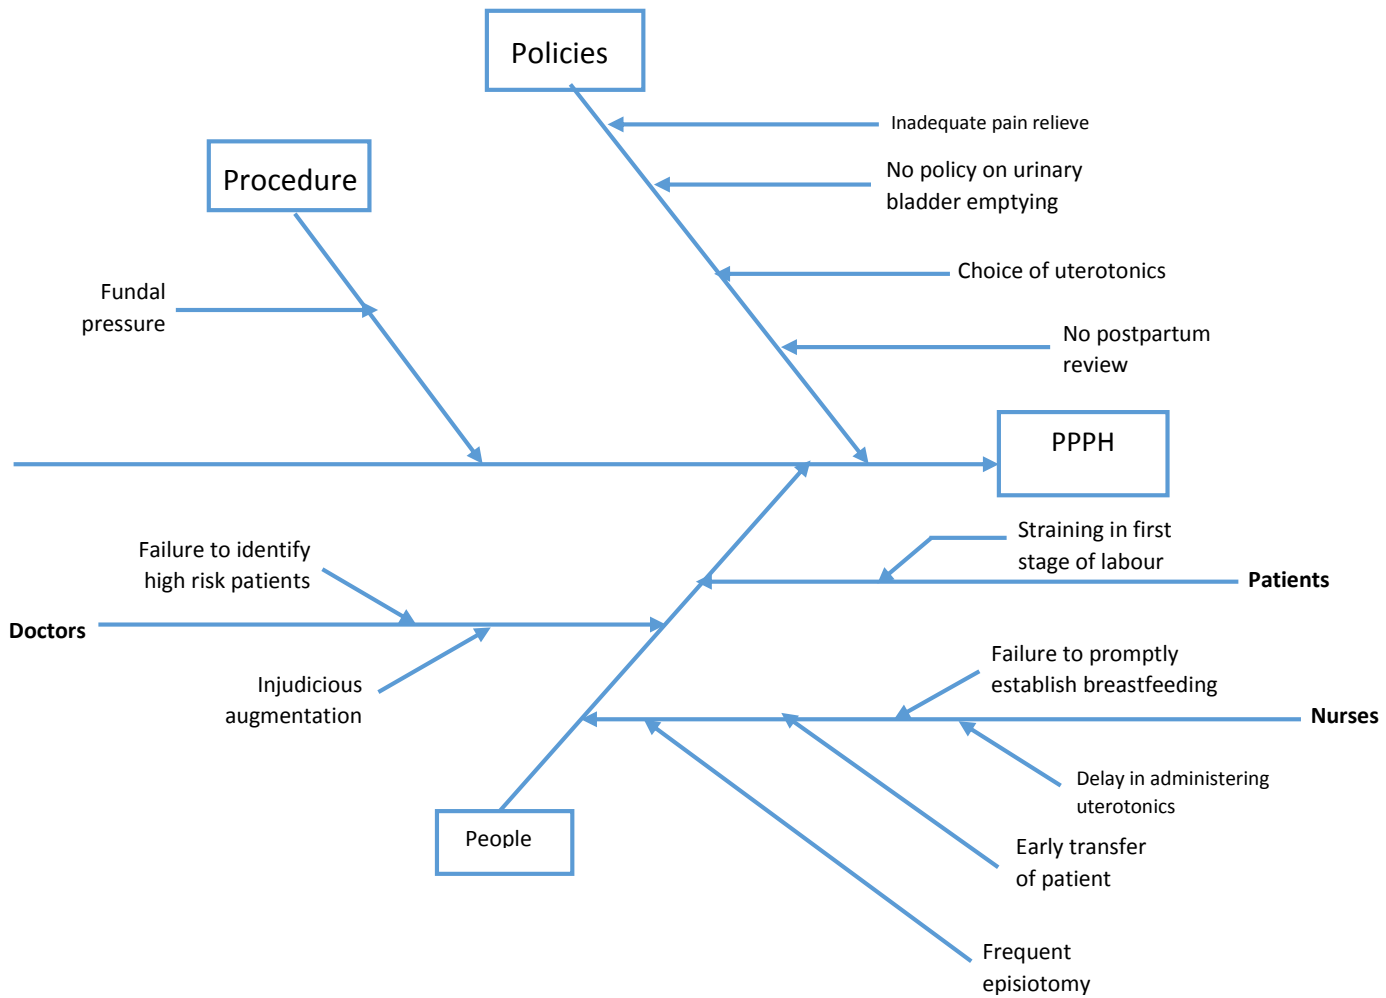 Policies
Inadequate pain relieve
Procedure
No policy on urinary
bladder emptying
Choice of uterotonics
Fundal
pressure
No postpartum
review
PPPH
Straining in first
stage of labour
Failure to identify
high risk patients
Patients
Doctors
Failure to promptly
establish breastfeeding
Injudicious
augmentation
Nurses
Delay in administering
uterotonics
People
Early transfer
of patient
Frequent
episiotomy